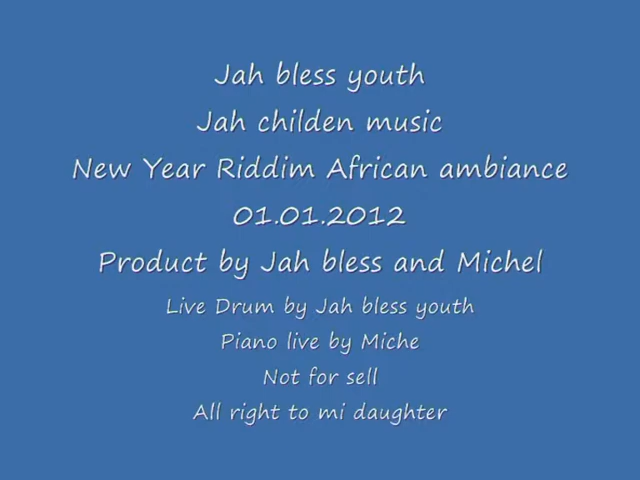 Jah bless youth
Jah childen music
New Year Riddim African ambiance
01.01.2012
Product by Jah bless and Michel
Live Drum by Jah bless youth
Piano live by Miche
Not for sell
All right to mi daughter